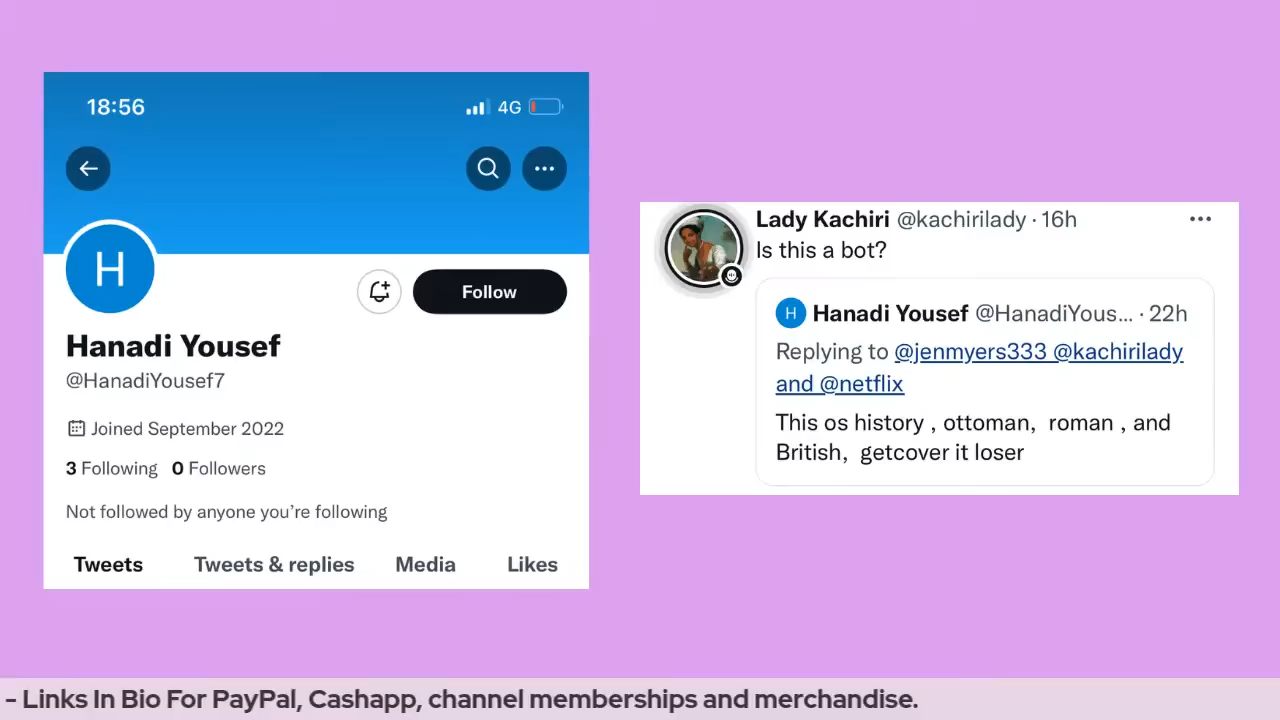 18:56 4G
H
Follow
Hanadi Yousef
@HanadiYousef7
Joined September 2022
3 Following 0 Followers
Not followed by anyone you’re following
Tweets Tweets & replies Media Likes
Lady Kachiri @kachirilady · 16h
Is this a bot?
H Hanadi Yousef @HanadiYous... · 22h
Replying to @jenmyers333 @kachirilady
and @netflix
This os history , ottoman, roman , and
British, getcover it loser
- Links In Bio For PayPal, Cashapp, channel memberships and merchandise.